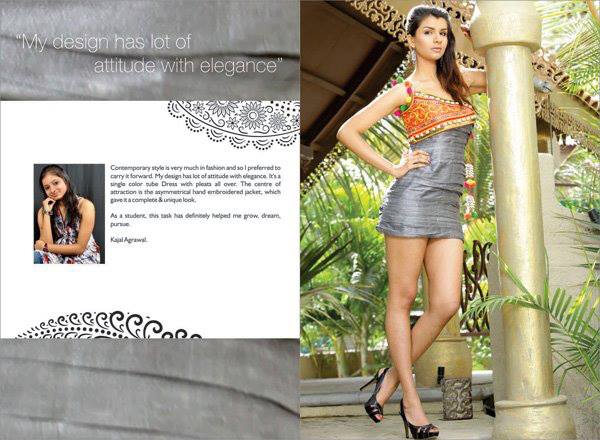 “My design has lot of
attitude with elegance”
Contemporary style is very much in fashion and so I preferred to
carry it forward. My design has lot of attitude with elegance. It's a
single color tube Dress with pleats all over. The centre of
attraction is the asymmetrical hand embroidered jacket, which
gave it a complete & unique look.
As a student, this task has definitely helped me grow, dream,
pursue.
Kajal Agrawal.